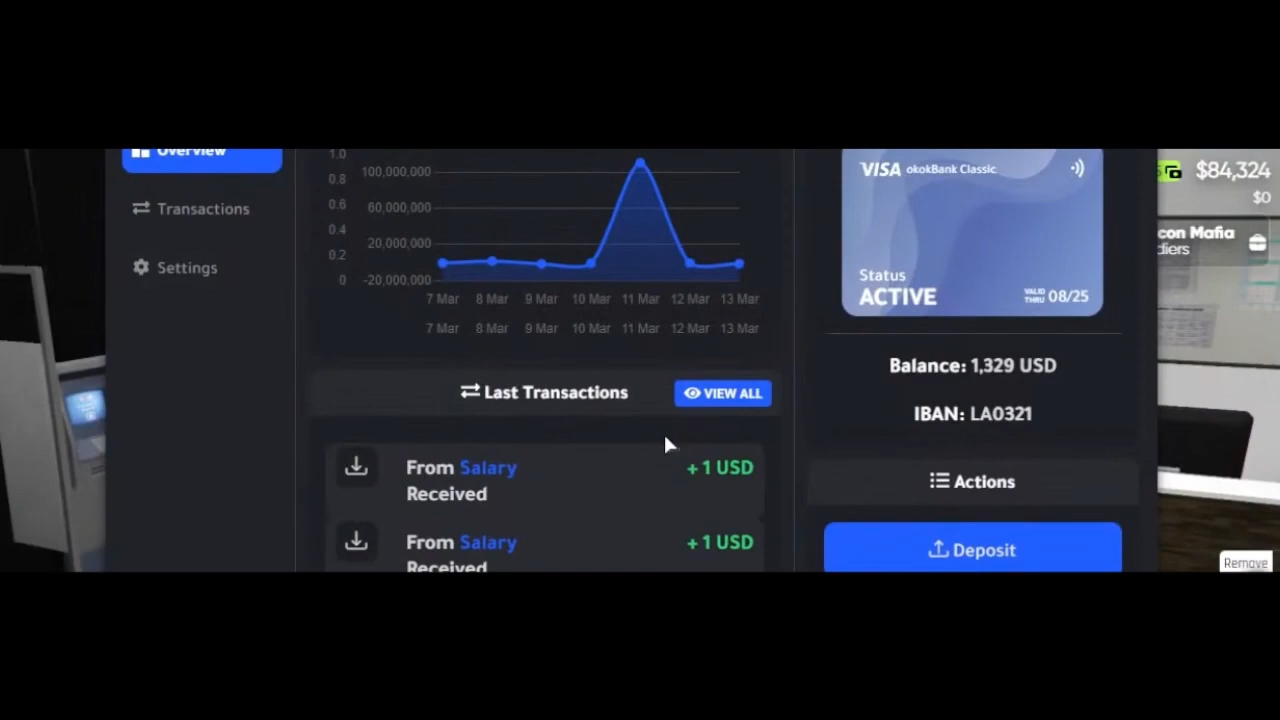 Overview
Transactions
Settings
1.0
0.8
0.6
0.4
0.2
0
100,000,000
60,000,000
20,000,000
-20,000,000
7 Mar 8 Mar 9 Mar 10 Mar 11 Mar 12 Mar 13 Mar
7 Mar 8 Mar 9 Mar 10 Mar 11 Mar 12 Mar 13 Mar
Last Transactions
VIEW ALL
From Salary
Received
+ 1 USD
From Salary
Received
+ 1 USD
VISA okokBank Classic
Status
ACTIVE
VALID
THRU 08/25
Balance: 1,329 USD
IBAN: LA0321
Actions
Deposit
$84,324
$0
con Mafia
diers
Remove